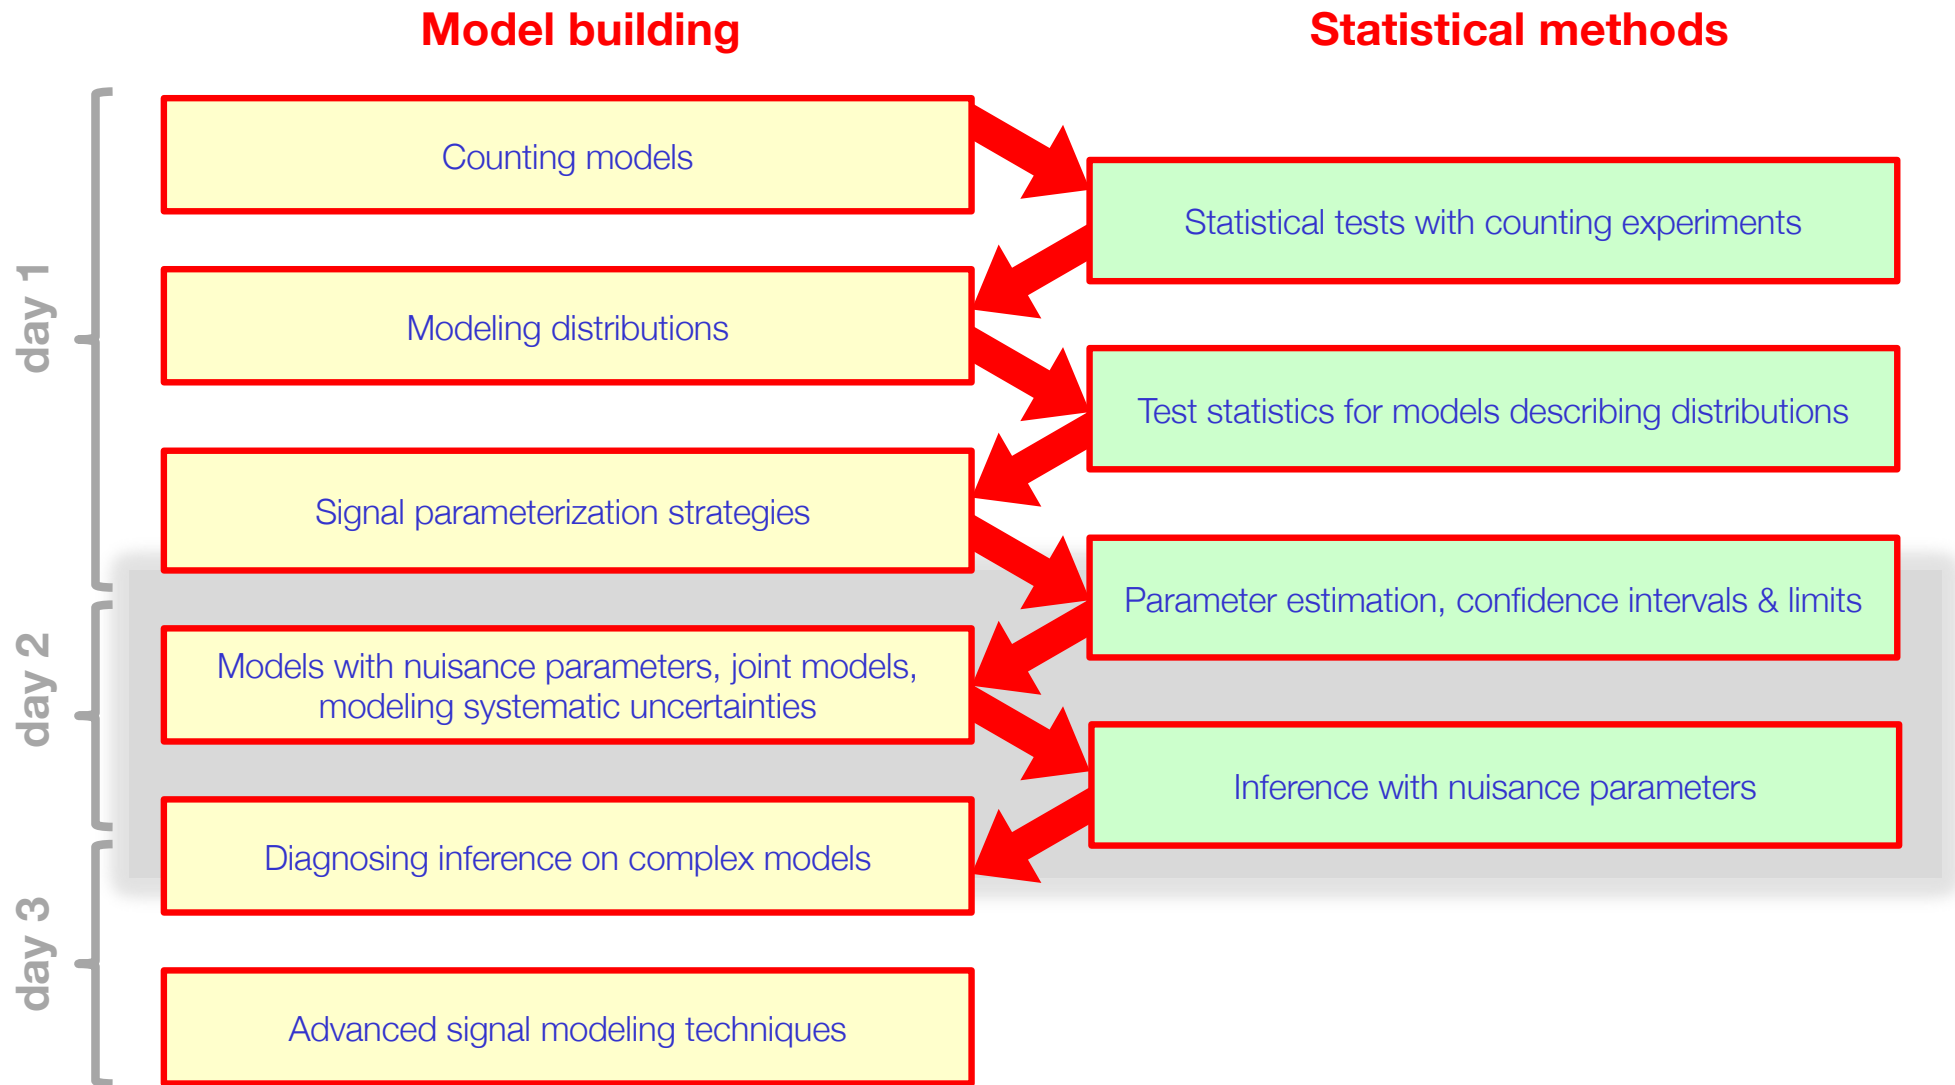 Model building
Statistical methods
day 1
Counting models
Statistical tests with counting experiments
Modeling distributions
Test statistics for models describing distributions
Signal parameterization strategies
Parameter estimation, confidence intervals & limits
day 2
Models with nuisance parameters, joint models,
modeling systematic uncertainties
Inference with nuisance parameters
day 3
Diagnosing inference on complex models
Advanced signal modeling techniques